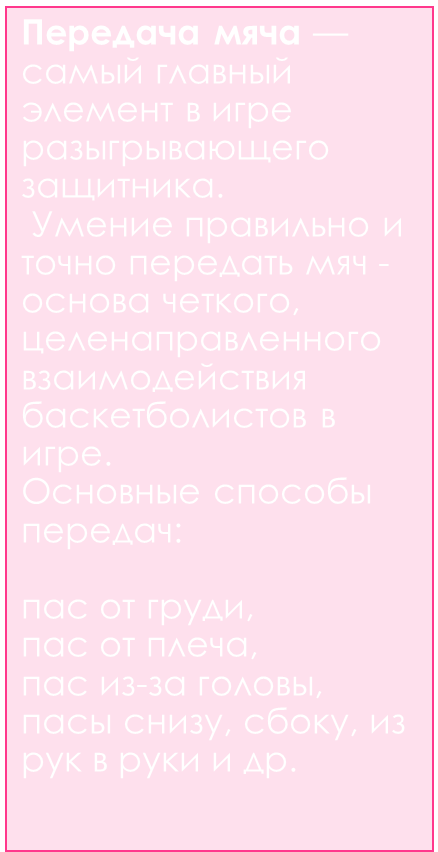 Передача мяча —
самый главный
элемент в игре
разыгрывающего
защитника.
Умение правильно и
точно передать мяч -
основа четкого,
целенаправленного
взаимодействия
баскетболистов в
игре.
Основные способы
передач:
пас от груди,
пас от плеча,
пас из-за головы,
пасы снизу, сбоку, из
рук в руки и др.